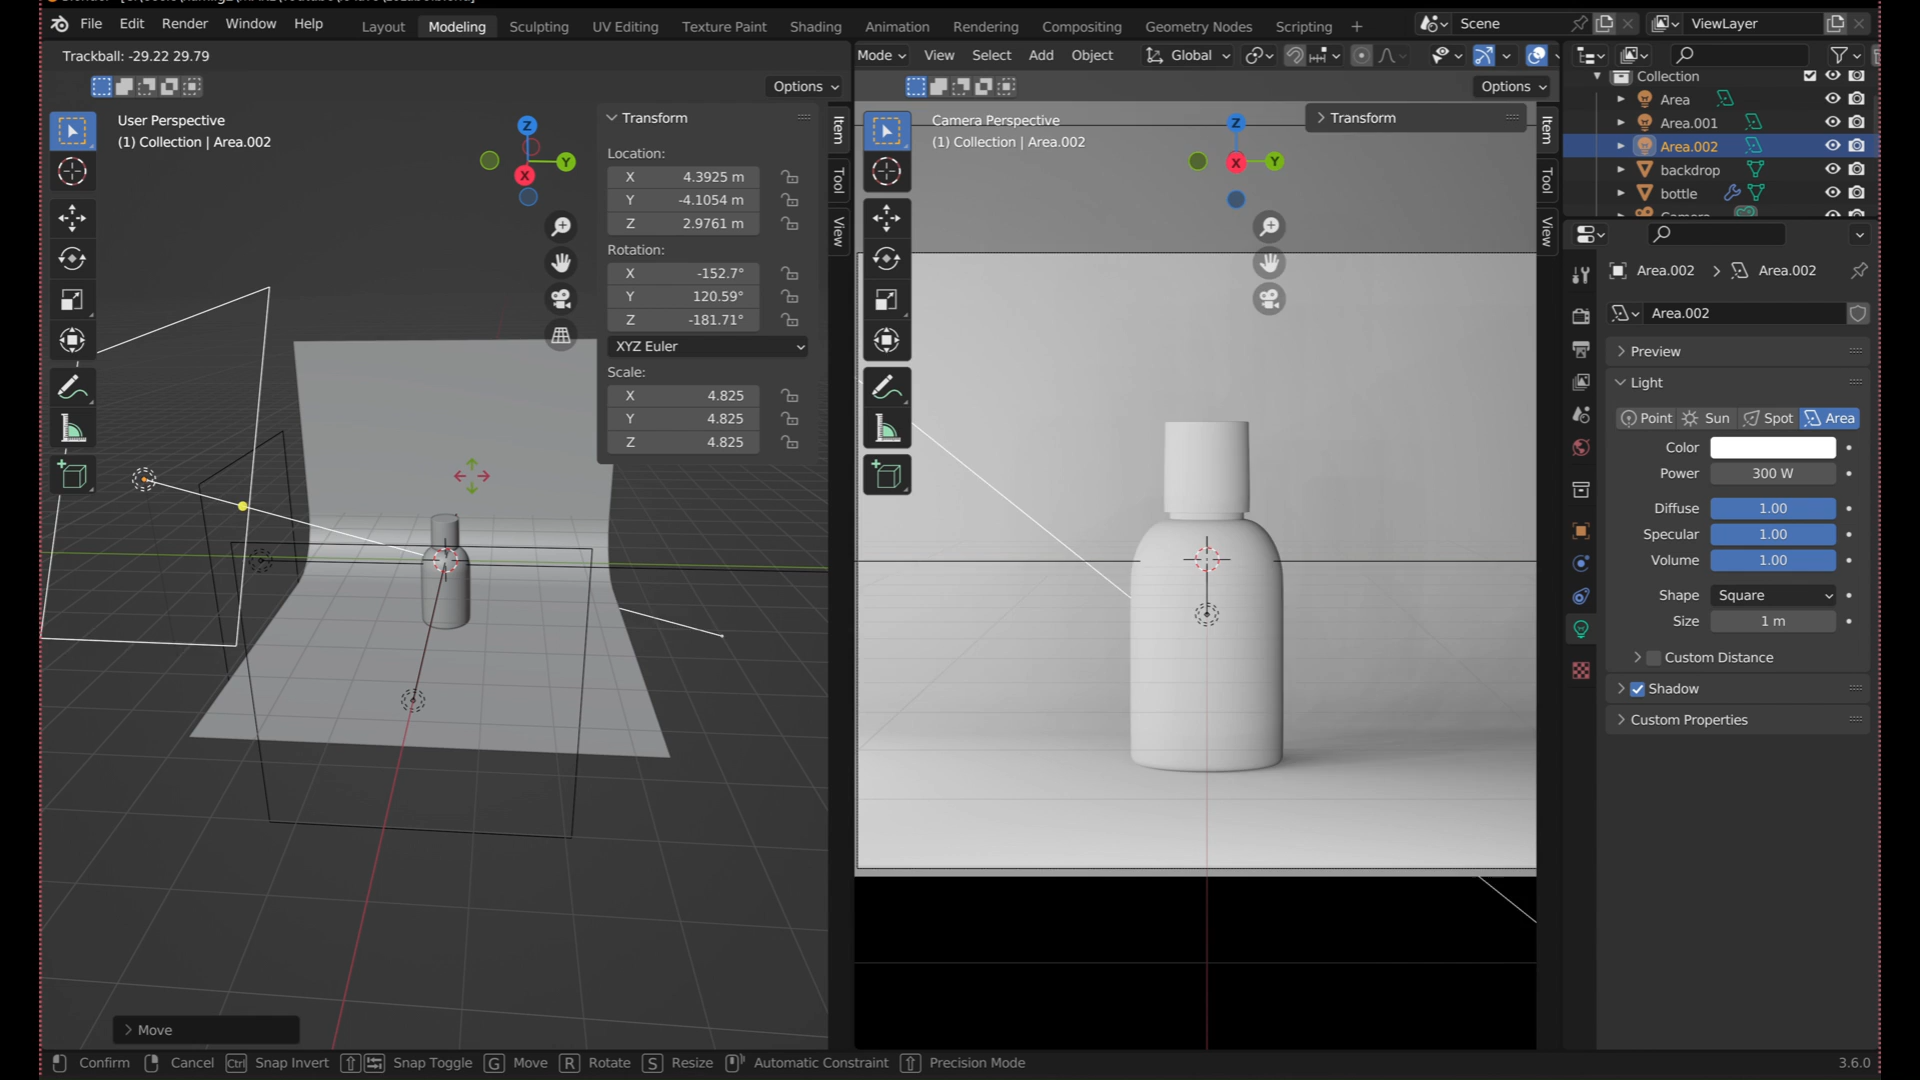 File Edit Render Window Help
Layout Modeling Sculpting UV Editing Texture Paint Shading Animation Rendering Compositing Geometry Nodes Scripting +
Scene
ViewLayer
Trackball: -29.22 29.79
Options
User Perspective
(1) Collection | Area.002
Z
Y
X
Transform
Location:
X 4.3925 m
Y -4.1054 m
Z 2.9761 m
Rotation:
X -152.7°
Y 120.59°
Z -181.71°
XYZ Euler
Scale:
X 4.825
Y 4.825
Z 4.825
Item
Tool
View
Move
Mode View Select Add Object Global
Options
Camera Perspective
(1) Collection | Area.002
Z
Y
X
Transform
Item
Tool
View
Collection
Area
Area.001
Area.002
backdrop
bottle
Area.002 > Area.002
Area.002
Preview
Light
Point Sun Spot Area
Color
Power 300 W
Diffuse 1.00
Specular 1.00
Volume 1.00
Shape Square
Size 1 m
Custom Distance
Shadow
Custom Properties
Confirm Cancel Ctrl Snap Invert Snap Toggle G Move R Rotate S Resize Automatic Constraint Precision Mode
3.6.0